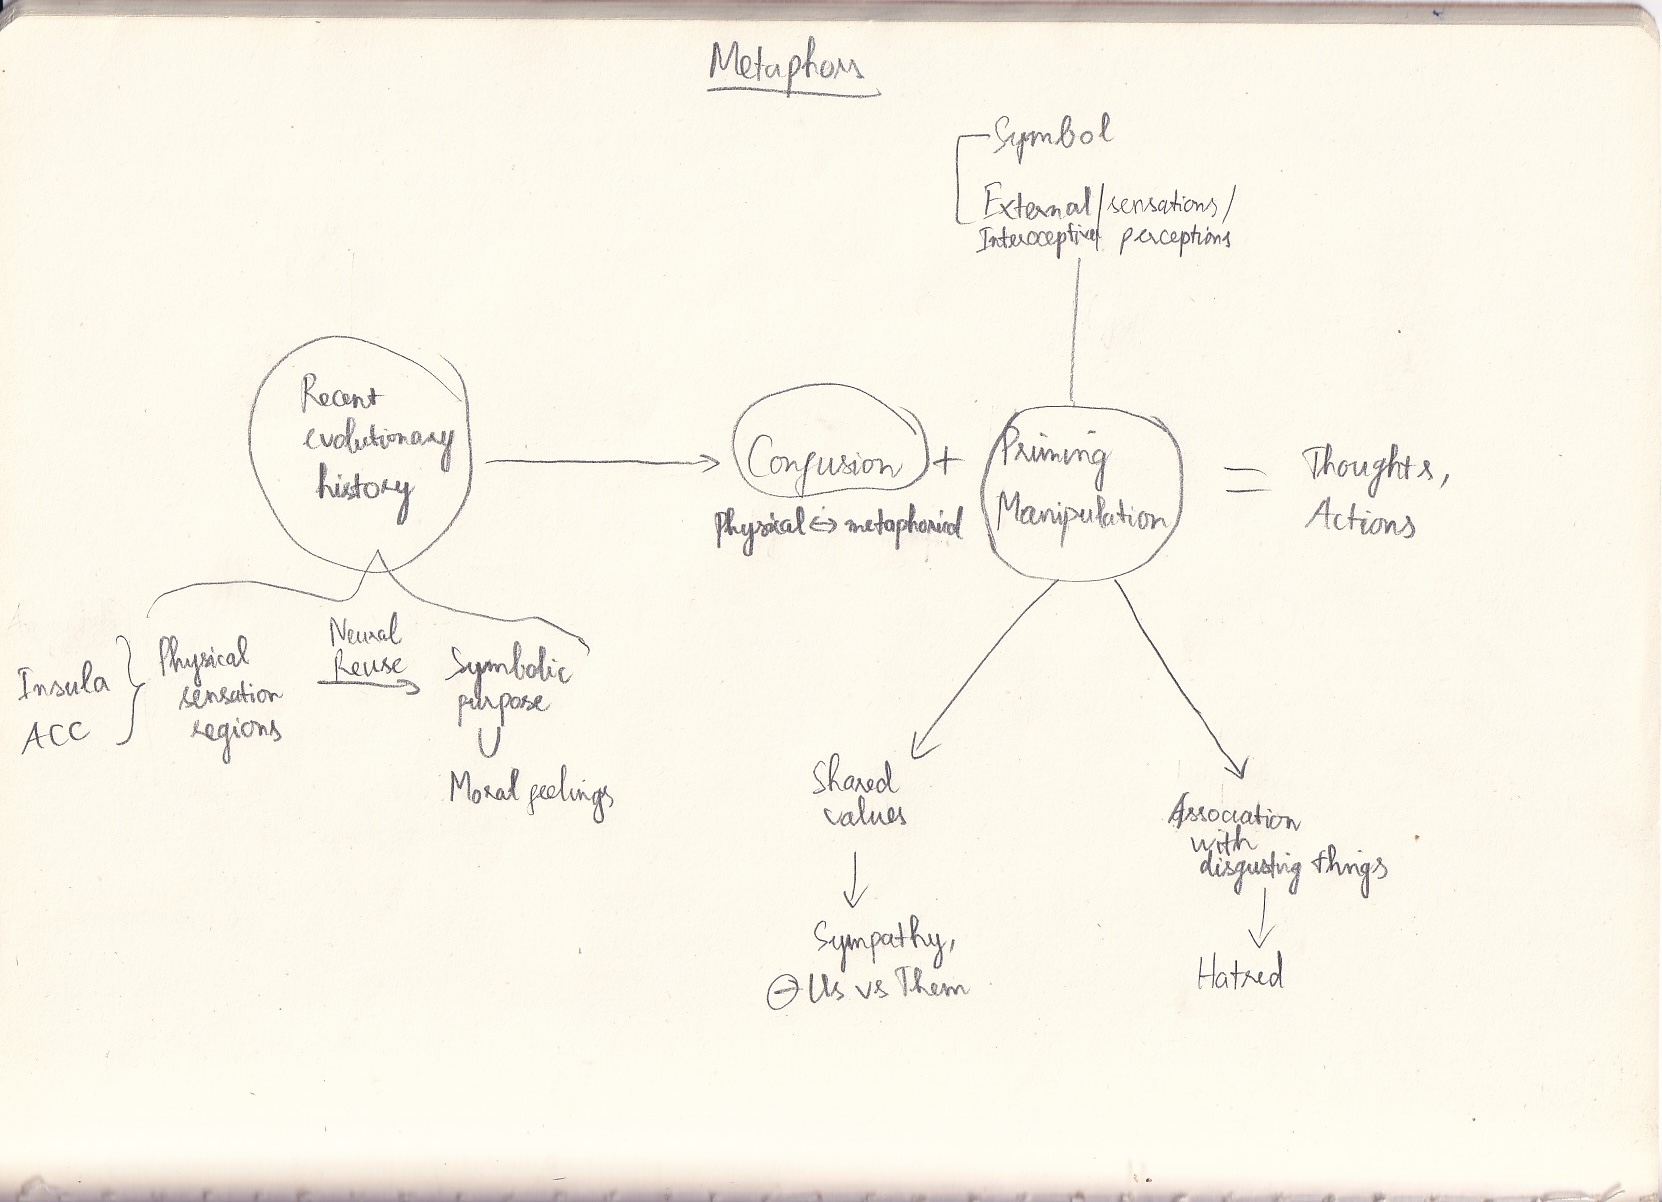 Metaphors
Symbol
External/sensations/
Interoceptive/ perceptions
Recent
evolutionary
history
Confusion
+
Priming
Manipulation
=
Thoughts,
Actions
Physical ⇔ metaphorical
Insula
ACC
Physical
sensation
regions
Neural
Reuse
Symbolic
purpose
∪
Moral feelings
Shared
values
Sympathy,
⊖ Us vs Them
Association
with
disgusting things
Hatred